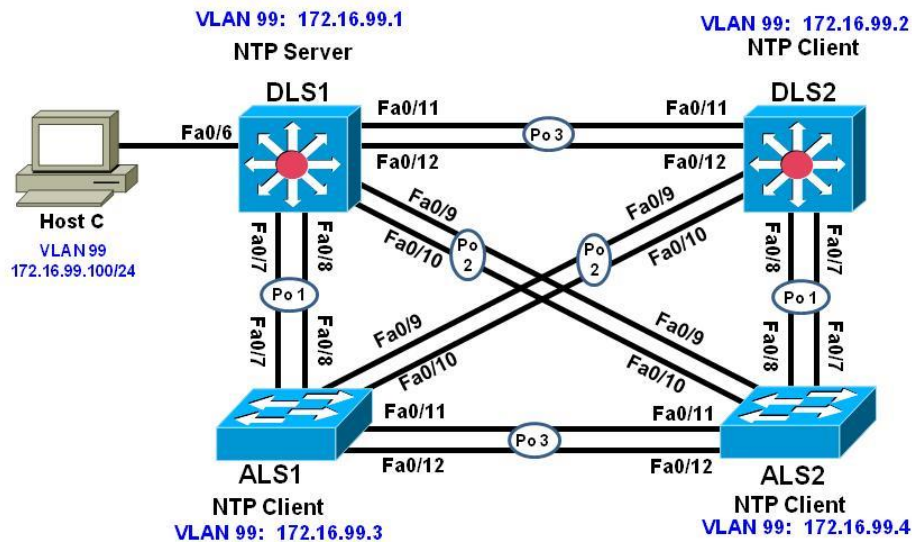 VLAN 99: 172.16.99.1
VLAN 99: 172.16.99.2
NTP Server
NTP Client
DLS1
DLS2
Fa0/6
Fa0/11
Fa0/11
Po 3
Fa0/12
Fa0/12
Host C
VLAN 99
172.16.99.100/24
Fa0/7
Fa0/8
Fa0/9
Fa0/10
Po
2
Fa0/9
Fa0/10
Po
2
Fa0/8
Fa0/7
Po 1
Po 1
Fa0/7
Fa0/8
Fa0/9
Fa0/10
Fa0/9
Fa0/10
Fa0/8
Fa0/7
Fa0/11
Fa0/11
Po 3
Fa0/12
Fa0/12
ALS1
ALS2
NTP Client
NTP Client
VLAN 99: 172.16.99.3
VLAN 99: 172.16.99.4